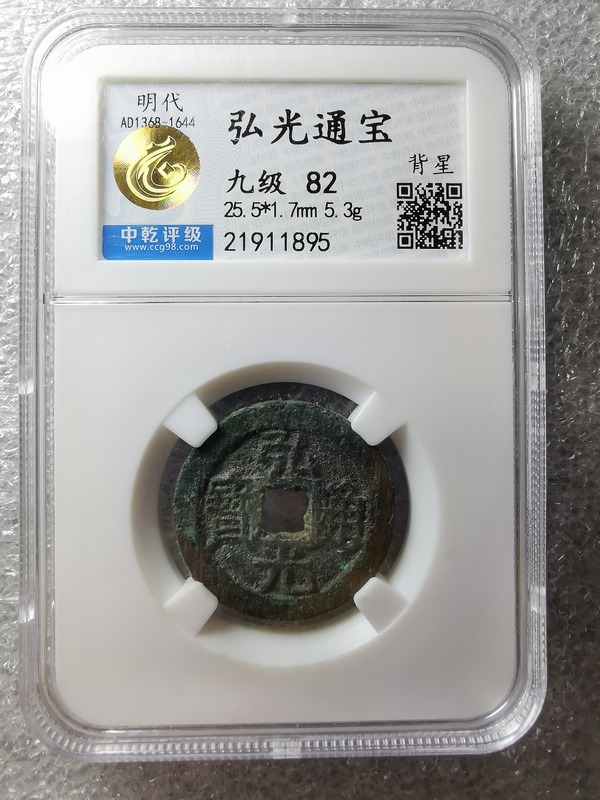 明代
AD1368-1644
弘光通宝
背星
九级 82
25.5*1.7mm 5.3g
中乾评级
www.ccg98.com
21911895
弘
寶 通
光